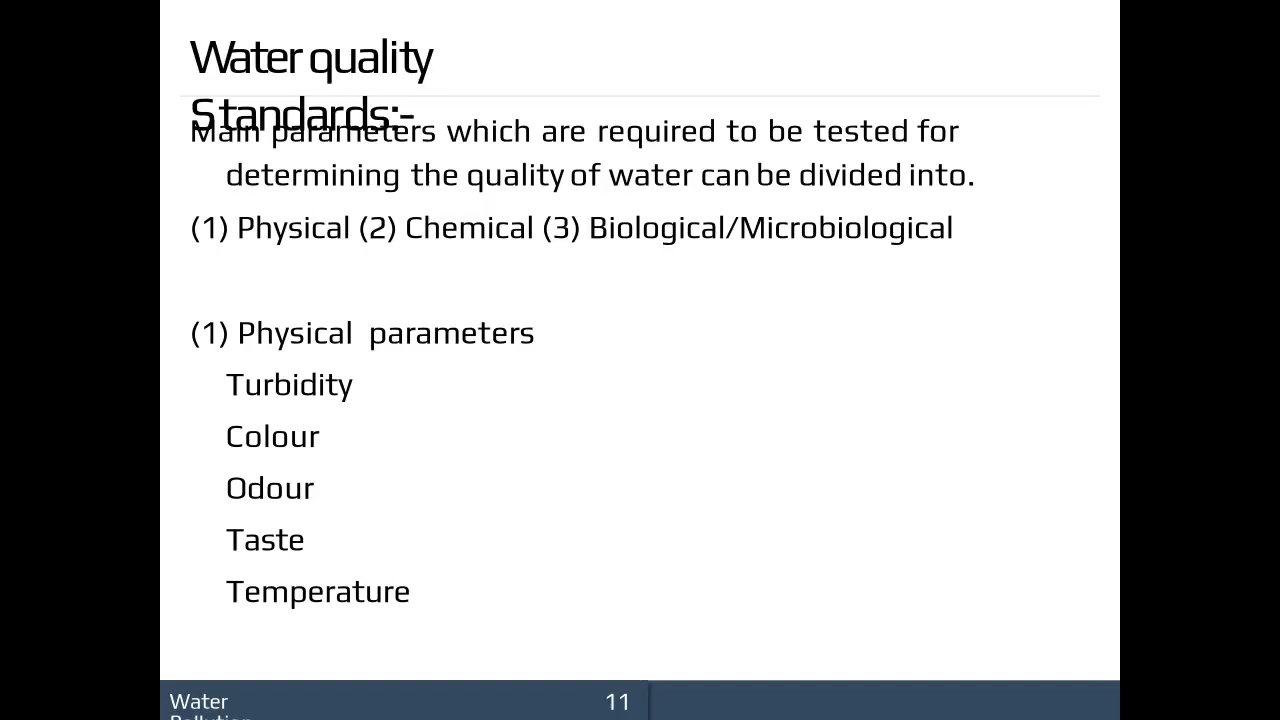 Water quality
Standards:-
Main parameters which are required to be tested for
determining the quality of water can be divided into.
(1) Physical (2) Chemical (3) Biological/Microbiological
(1) Physical parameters
Turbidity
Colour
Odour
Taste
Temperature
Water 11
Pollution